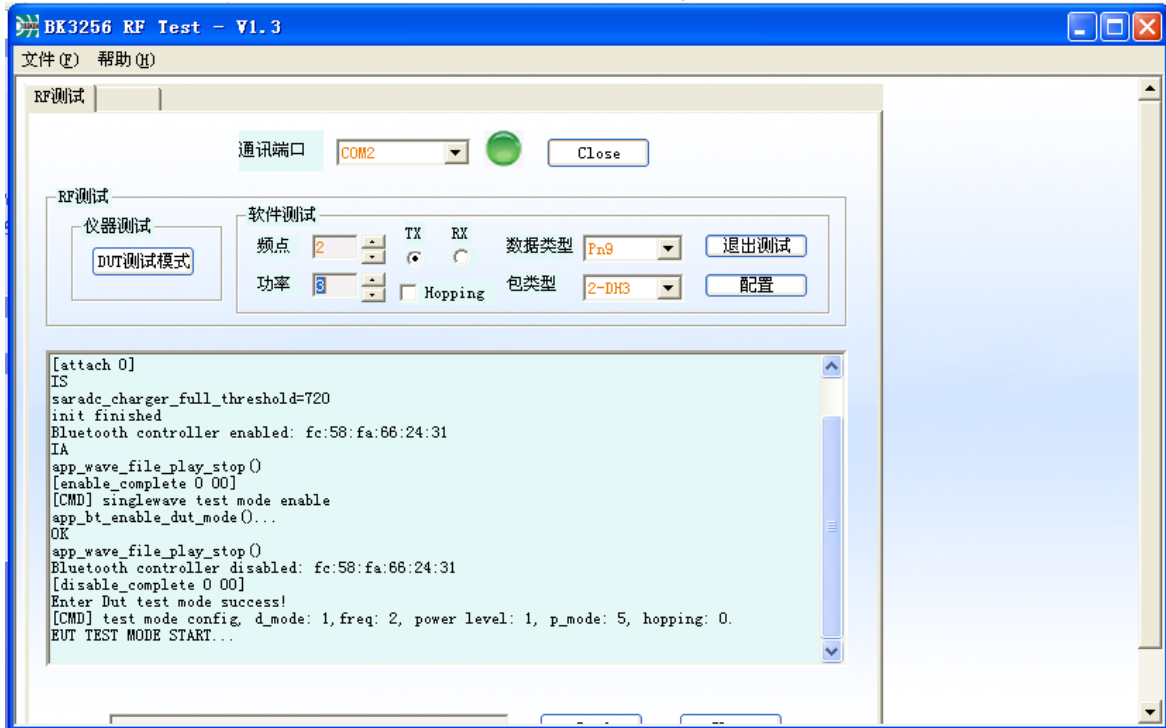 BK3256 RF Test - V1.3
文件(F) 帮助(H)
RF测试
通讯端口 COM2 Close
RF测试
仪器测试
DUT测试模式
软件测试
频点 2 TX RX 数据类型 Pn9 退出测试
功率 3 Hopping 包类型 2-DH3 配置
[attach 0]
IS
saradc_charger_full_threshold=720
init finished
Bluetooth controller enabled: fc:58:fa:66:24:31
IA
app_wave_file_play_stop()
[enable_complete 0 00]
[CMD] singlewave test mode enable
app_bt_enable_dut_mode()...
OK
app_wave_file_play_stop()
Bluetooth controller disabled: fc:58:fa:66:24:31
[disable_complete 0 00]
Enter Dut test mode success!
[CMD] test mode config, d_mode: 1,freq: 2, power level: 1, p_mode: 5, hopping: 0.
EUT TEST MODE START...